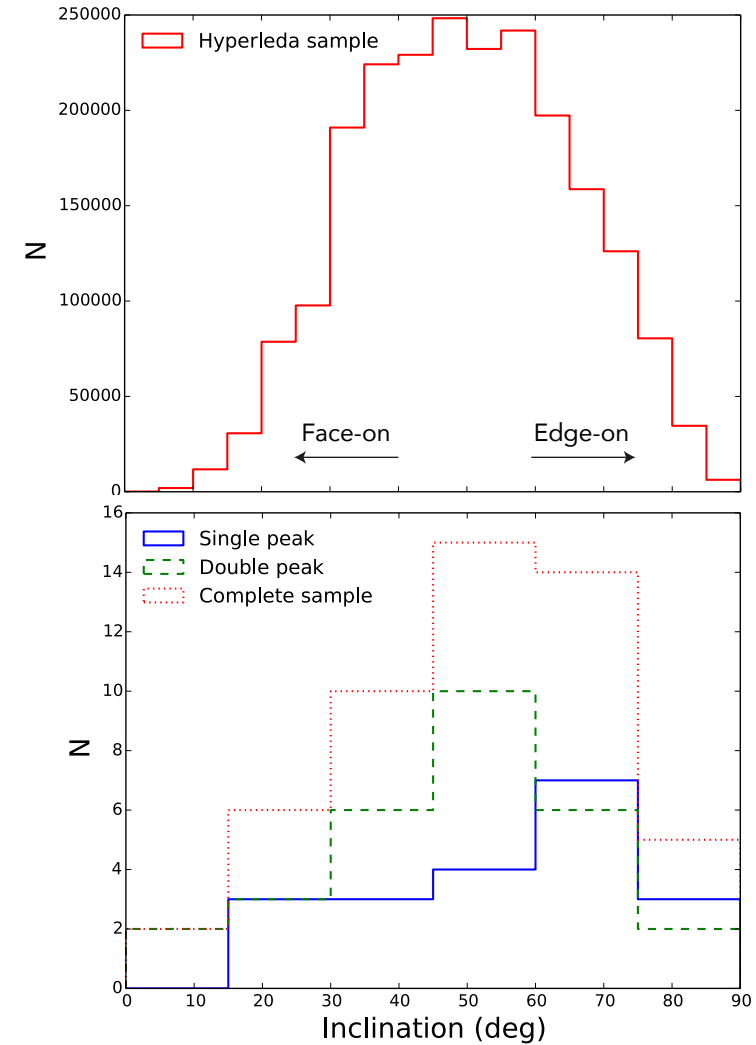 250000
Hyperleda sample
200000
150000
N
100000
50000
Face-on
Edge-on
0
16
Single peak
14
Double peak
Complete sample
12
10
N
8
6
4
2
0
0 10 20 30 40 50 60 70 80 90
Inclination (deg)